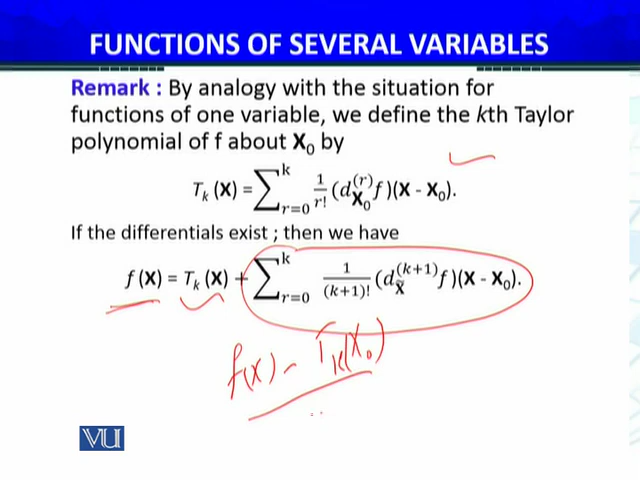 FUNCTIONS OF SEVERAL VARIABLES
Remark : By analogy with the situation for
functions of one variable, we define the kth Taylor
polynomial of f about X₀ by
Tₖ (X) = ∑_{r=0}^{k} 1/r! (d_{X₀}^{(r)} f)(X - X₀).
If the differentials exist ; then we have
f (X) = Tₖ (X) + ∑_{r=0}^{k} 1/(k+1)! (d_{X̃}^{(k+1)} f)(X - X₀).
f(x) - Tₖ(X₀)
VU